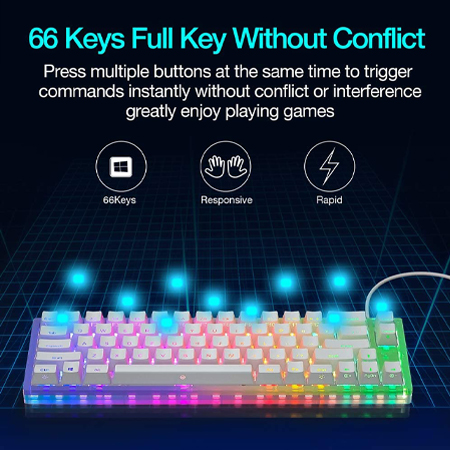 66 Keys Full Key Without Conflict
Press multiple buttons at the same time to trigger
commands instantly without conflict or interference
greatly enjoy playing games
66Keys
Responsive
Rapid